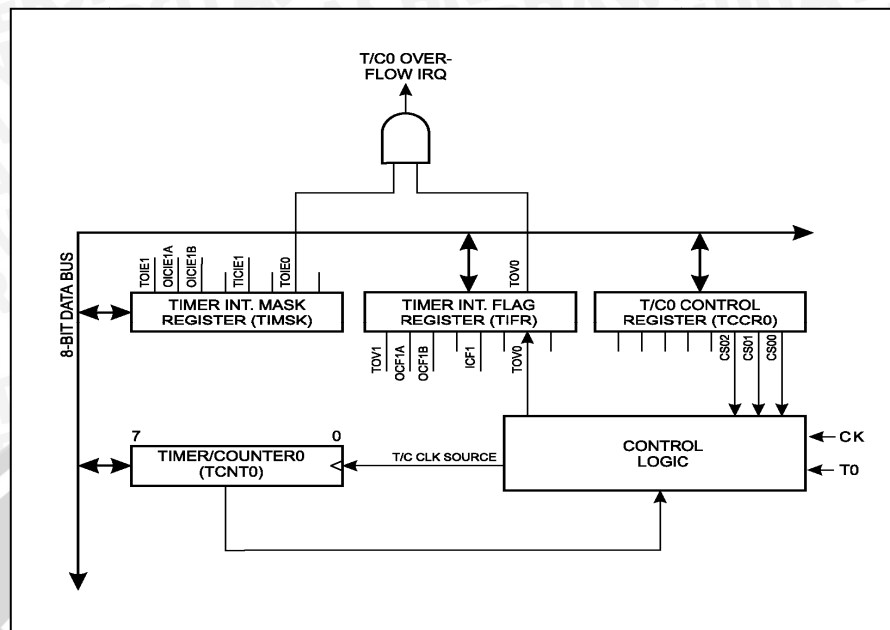 T/C0 OVER-
FLOW IRQ
8-BIT DATA BUS
TOIE1
OICIE1A
OICIE1B
TICIE1
TOIE0
TOV0
TIMER INT. MASK
REGISTER (TIMSK)
TIMER INT. FLAG
REGISTER (TIFR)
T/C0 CONTROL
REGISTER (TCCR0)
TOV1
OCF1A
OCF1B
ICF1
TOV0
CS02
CS01
CS00
7
0
TIMER/COUNTER0
(TCNT0)
T/C CLK SOURCE
CONTROL
LOGIC
CK
T0